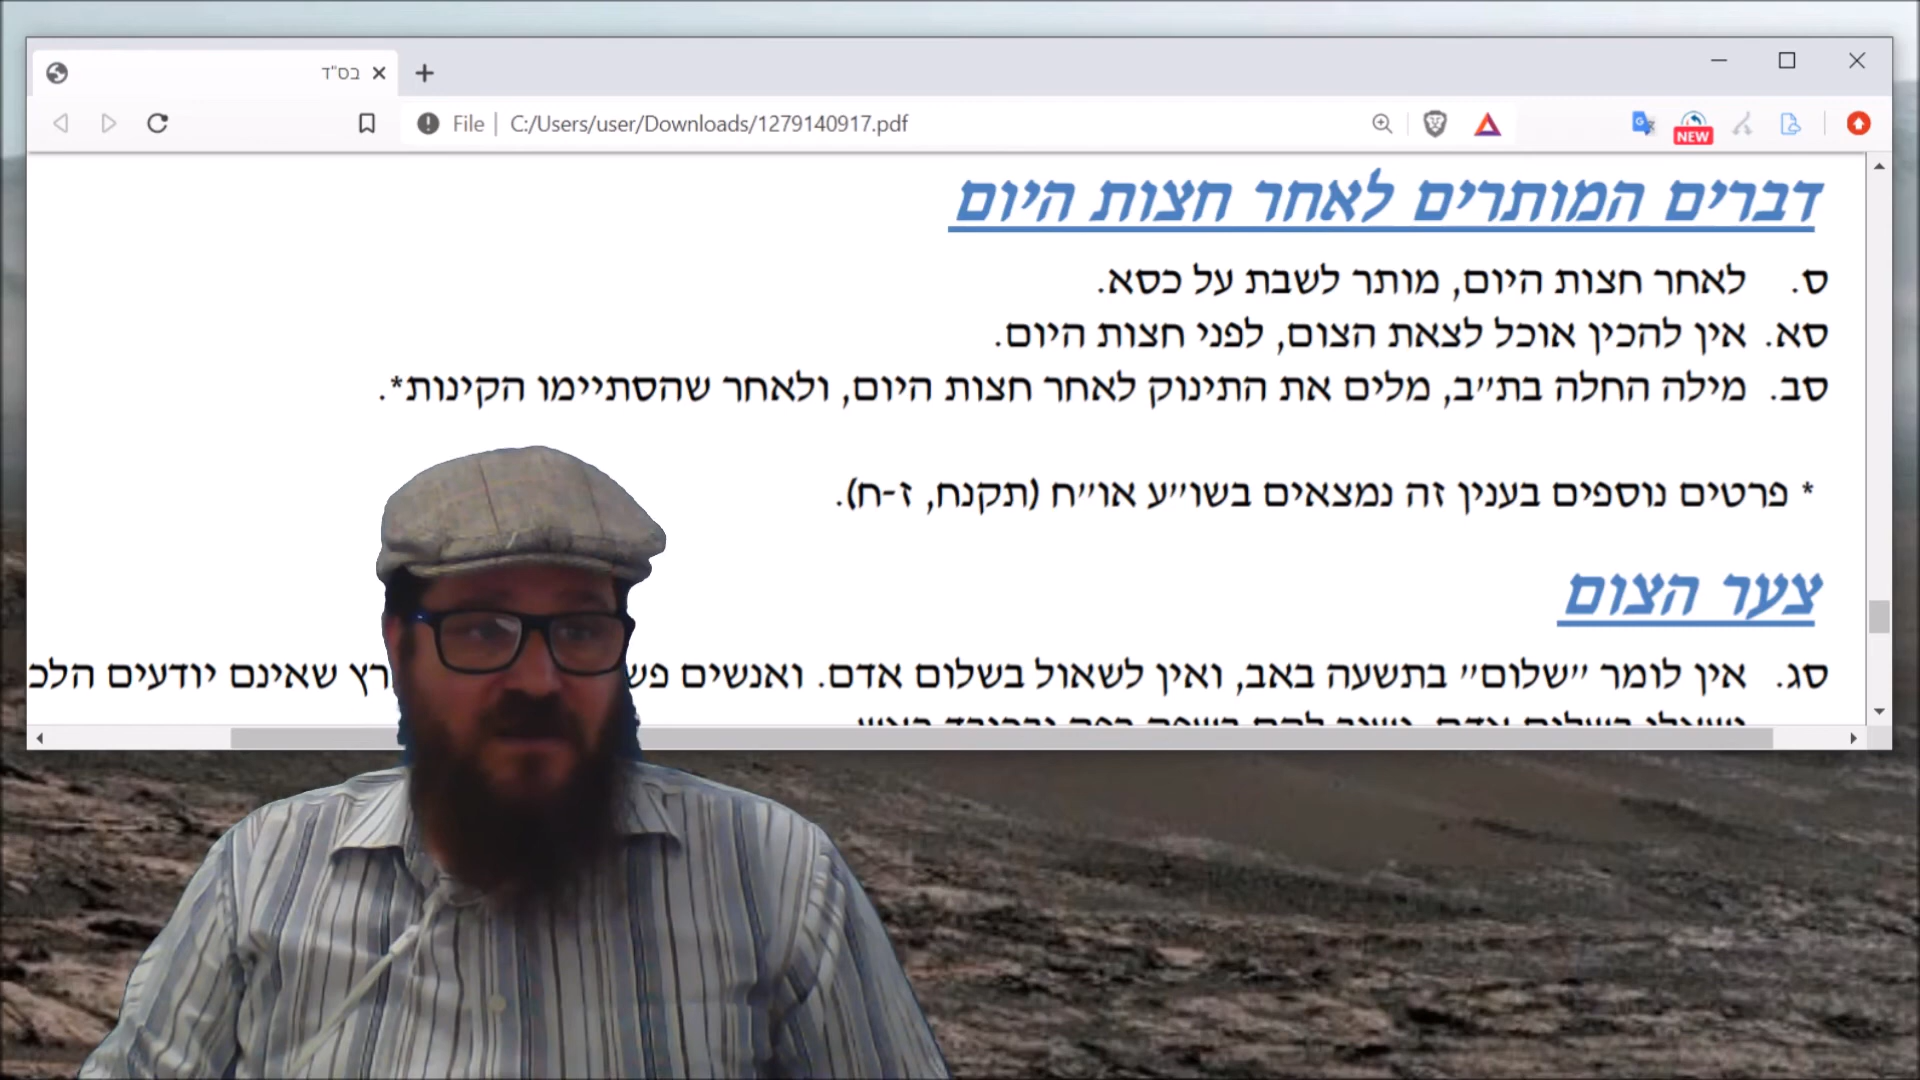 בס"ד
File
C:/Users/user/Downloads/1279140917.pdf
NEW
דברים המותרים לאחר חצות היום
ס. לאחר חצות היום, מותר לשבת על כסא.
סא. אין להכין אוכל לצאת הצום, לפני חצות היום.
סב. מילה החלה בת״ב, מלים את התינוק לאחר חצות היום, ולאחר שהסתיימו הקינות*.
* פרטים נוספים בענין זה נמצאים בשו״ע או״ח (תקנח, ז-ח).
צער הצום
סג. אין לומר ״שלום״ בתשעה באב, ואין לשאול בשלום אדם. ואנשים שאינם יודעים